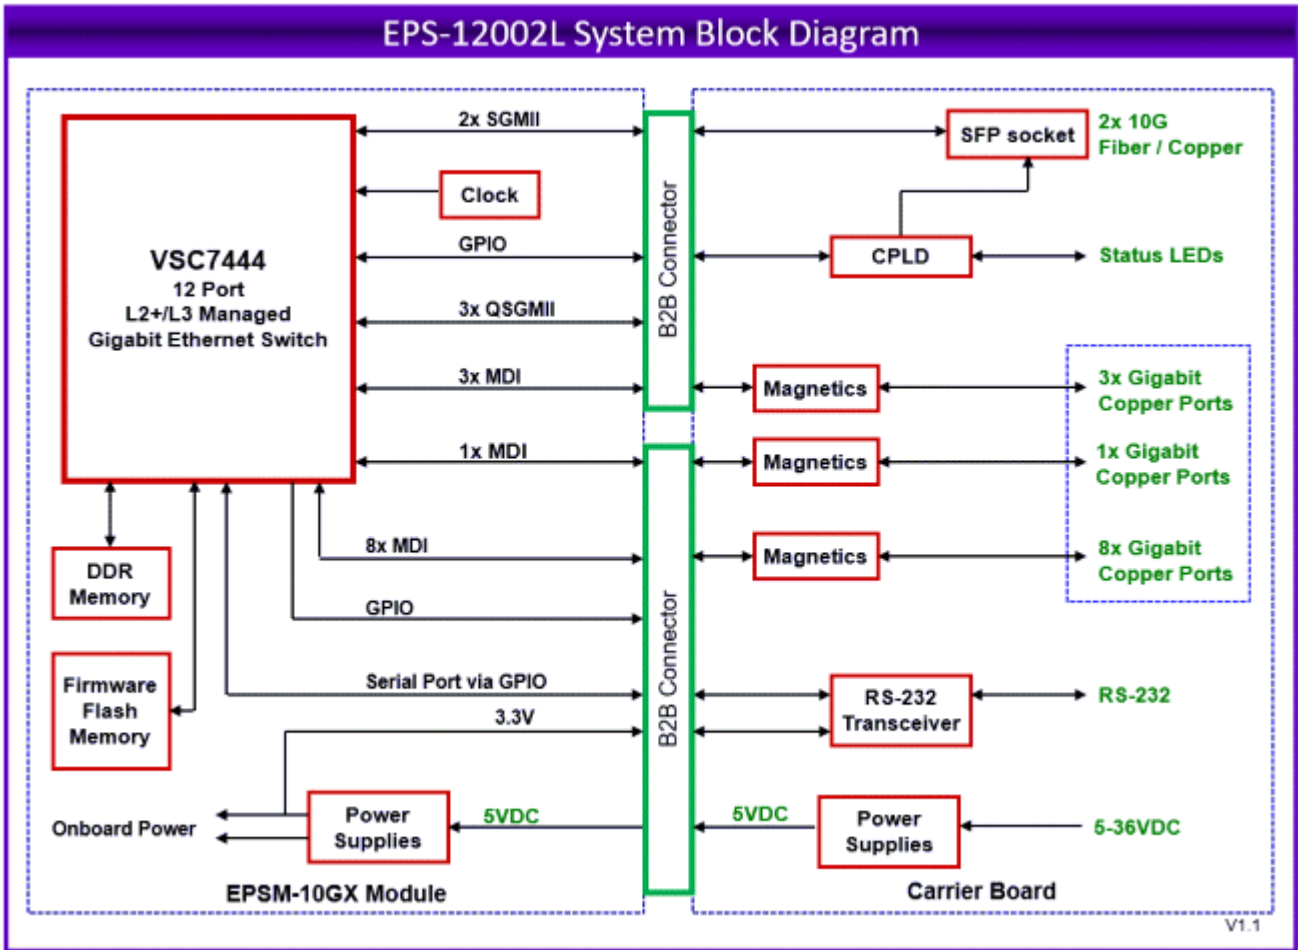 EPS-12002L System Block Diagram
2x SGMII
SFP socket
2x 10G
Fiber / Copper
Clock
B2B Connector
VSC7444
12 Port
L2+/L3 Managed
Gigabit Ethernet Switch
GPIO
CPLD
Status LEDs
3x QSGMII
3x MDI
Magnetics
3x Gigabit
Copper Ports
1x MDI
Magnetics
1x Gigabit
Copper Ports
8x MDI
Magnetics
8x Gigabit
Copper Ports
DDR
Memory
GPIO
B2B Connector
Firmware
Flash
Memory
Serial Port via GPIO
3.3V
RS-232
Transceiver
RS-232
Onboard Power
Power
Supplies
5VDC
5VDC
Power
Supplies
5-36VDC
EPSM-10GX Module
Carrier Board
V1.1